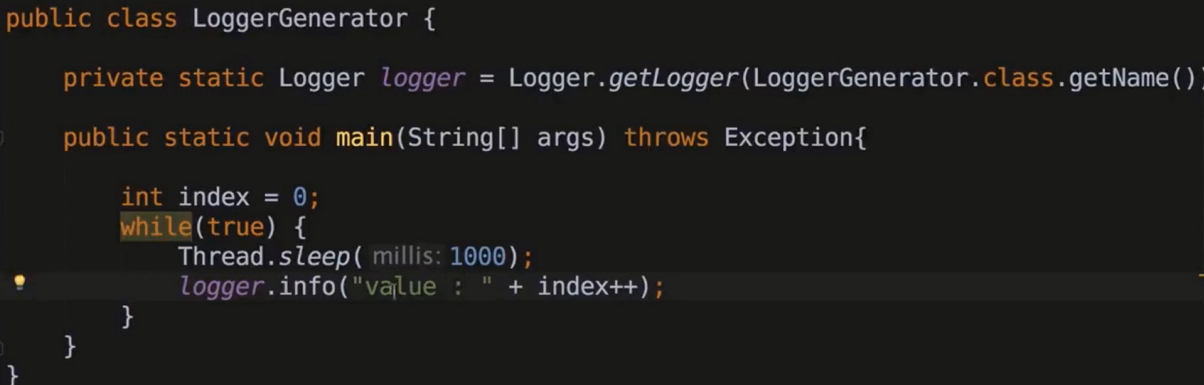 public class LoggerGenerator {
private static Logger logger = Logger.getLogger(LoggerGenerator.class.getName())
public static void main(String[] args) throws Exception{
int index = 0;
while(true) {
Thread.sleep( millis: 1000);
logger.info("value : " + index++);
}
}
}